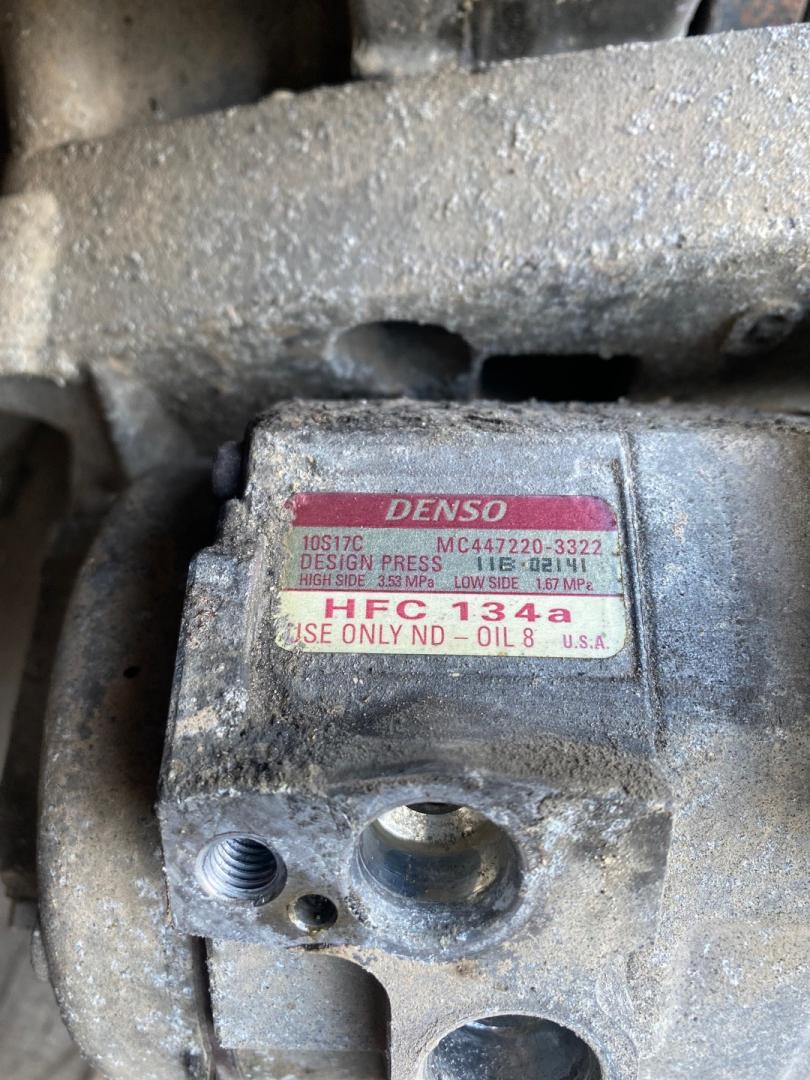 DENSO
10S17C MC447220-3322
DESIGN PRESS 11B-02141
HIGH SIDE 3.53 MPa LOW SIDE 1.67 MPa
HFC 134a
USE ONLY ND - OIL 8 U.S.A.